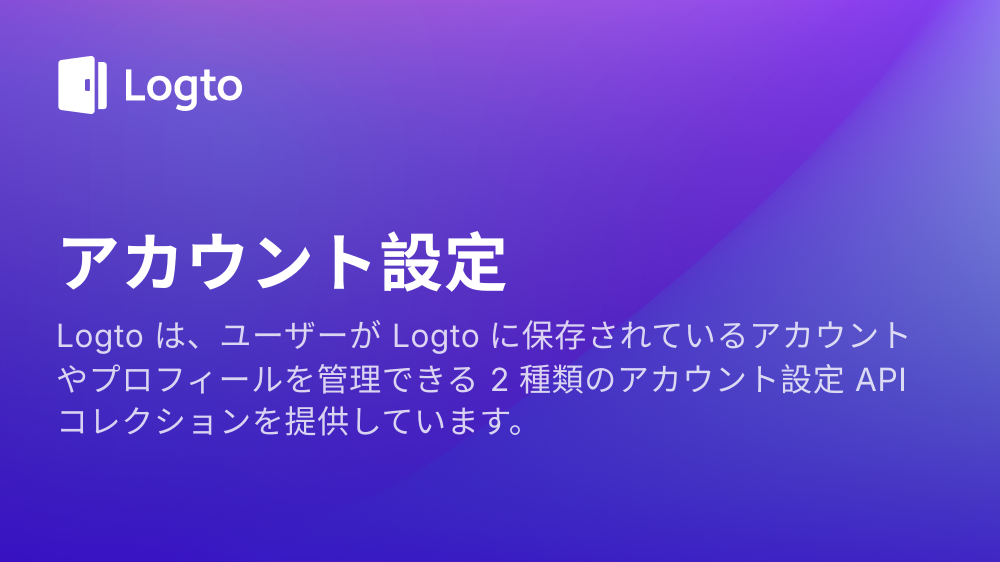 Logto
アカウント設定
Logto は、ユーザーが Logto に保存されているアカウント
やプロフィールを管理できる 2 種類のアカウント設定 API
コレクションを提供しています。